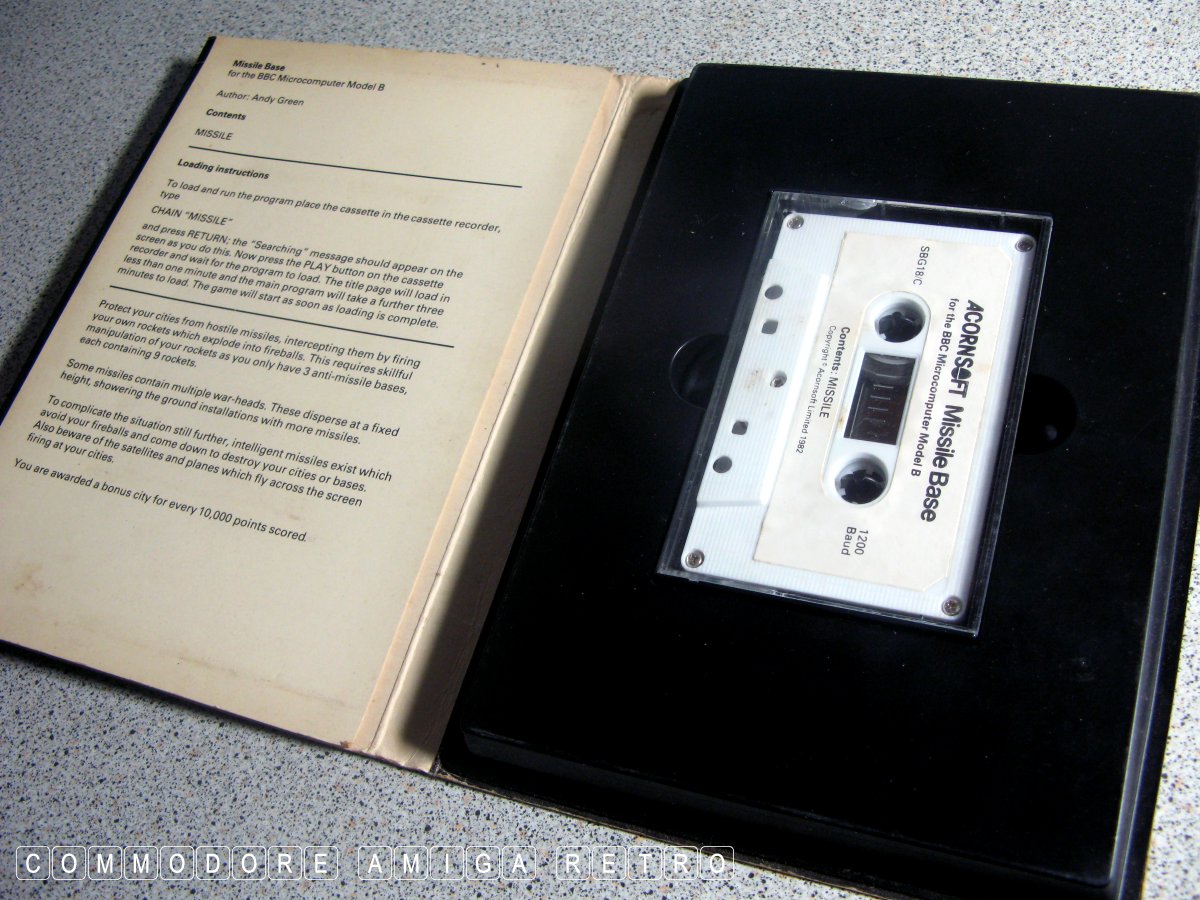 Missile Base
for the BBC Microcomputer Model B
Author: Andy Green
Contents
MISSILE
Loading instructions
To load and run the program place the cassette in the cassette recorder,
type
CHAIN "MISSILE"
and press RETURN; the "Searching" message should appear on the
screen as you do this. Now press the PLAY button on the cassette
recorder and wait for the program to load. The title page will load in
less than one minute and the main program will take a further three
minutes to load. The game will start as soon as loading is complete.
Protect your cities from hostile missiles, intercepting them by firing
your own rockets which explode into fireballs. This requires skillful
manipulation of your rockets as you only have 3 anti-missile bases,
each containing 9 rockets.
Some missiles contain multiple war-heads. These disperse at a fixed
height, showering the ground installations with more missiles.
To complicate the situation still further, intelligent missiles exist which
avoid your fireballs and come down to destroy your cities or bases.
Also beware of the satellites and planes which fly across the screen
firing at your cities.
You are awarded a bonus city for every 10,000 points scored.
SBG18/C
ACORNSOFT Missile Base
for the BBC Microcomputer Model B
Contents: MISSILE
Copyright © Acornsoft Limited 1982
1200
Baud
COMMODORE AMIGA RETRO